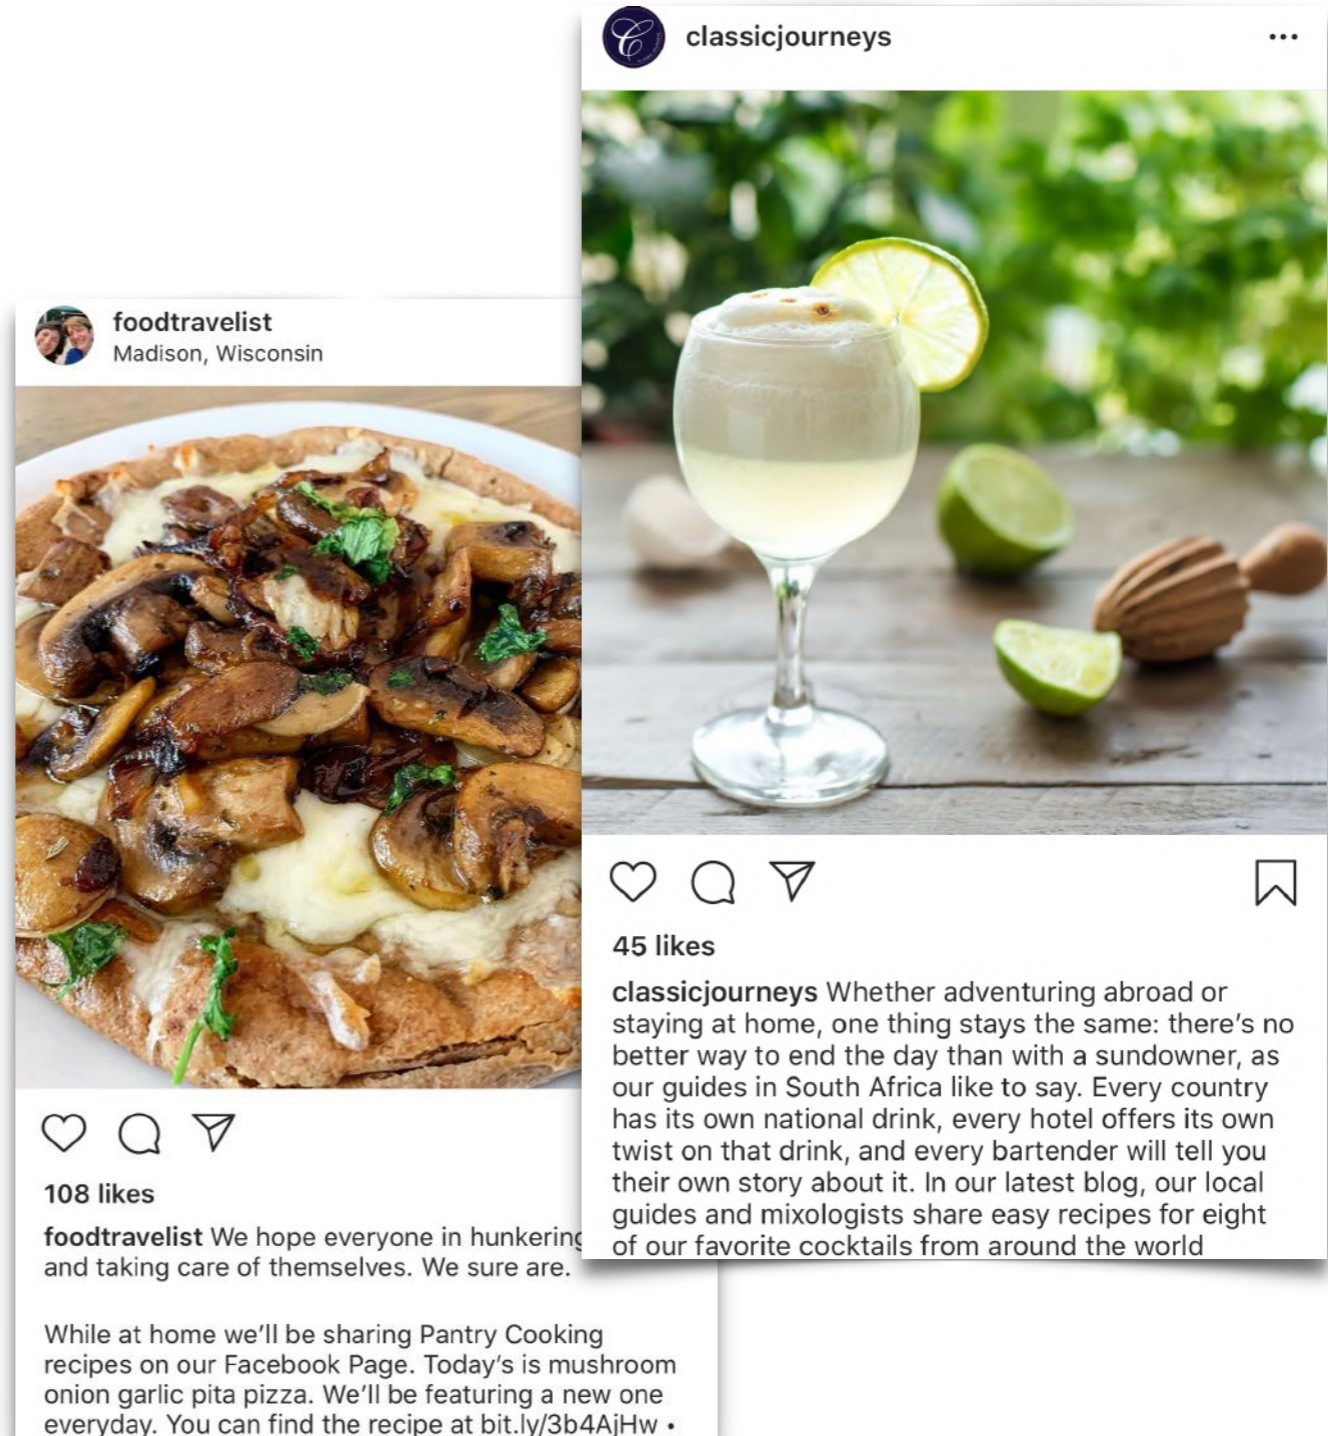 classicjourneys
45 likes
classicjourneys Whether adventuring abroad or
staying at home, one thing stays the same: there's no
better way to end the day than with a sundowner, as
our guides in South Africa like to say. Every country
has its own national drink, every hotel offers its own
twist on that drink, and every bartender will tell you
their own story about it. In our latest blog, our local
guides and mixologists share easy recipes for eight
of our favorite cocktails from around the world
foodtravelist
Madison, Wisconsin
108 likes
foodtravelist We hope everyone in hunkering
and taking care of themselves. We sure are.
While at home we'll be sharing Pantry Cooking
recipes on our Facebook Page. Today's is mushroom
onion garlic pita pizza. We'll be featuring a new one
everyday. You can find the recipe at bit.ly/3b4AjHw •